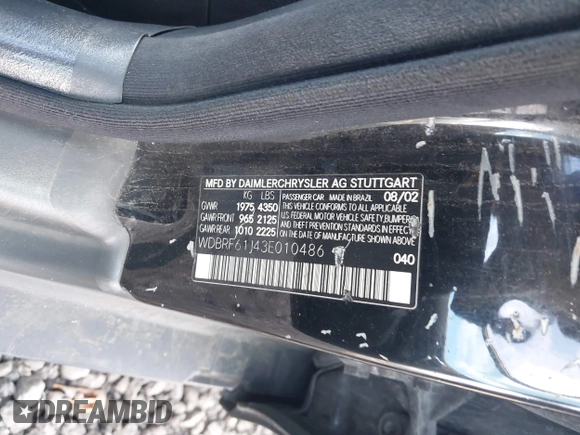 MFD BY DAIMLERCHRYSLER AG STUTTGART
KG LBS
GVWR 1975 4350
GAWR FRONT 965 2125
GAWR REAR 1010 2225
PASSENGER CAR MADE IN BRAZIL 08/02
THIS VEHICLE CONFORMS TO ALL APPLICABLE
U.S. FEDERAL MOTOR VEHICLE SAFETY, BUMPER
AND THEFT PREVENTION STANDARDS IN EFFECT
ON THE DATE OF MANUFACTURE SHOWN ABOVE.
WDBRF61J43E010486
040
DREAMBID